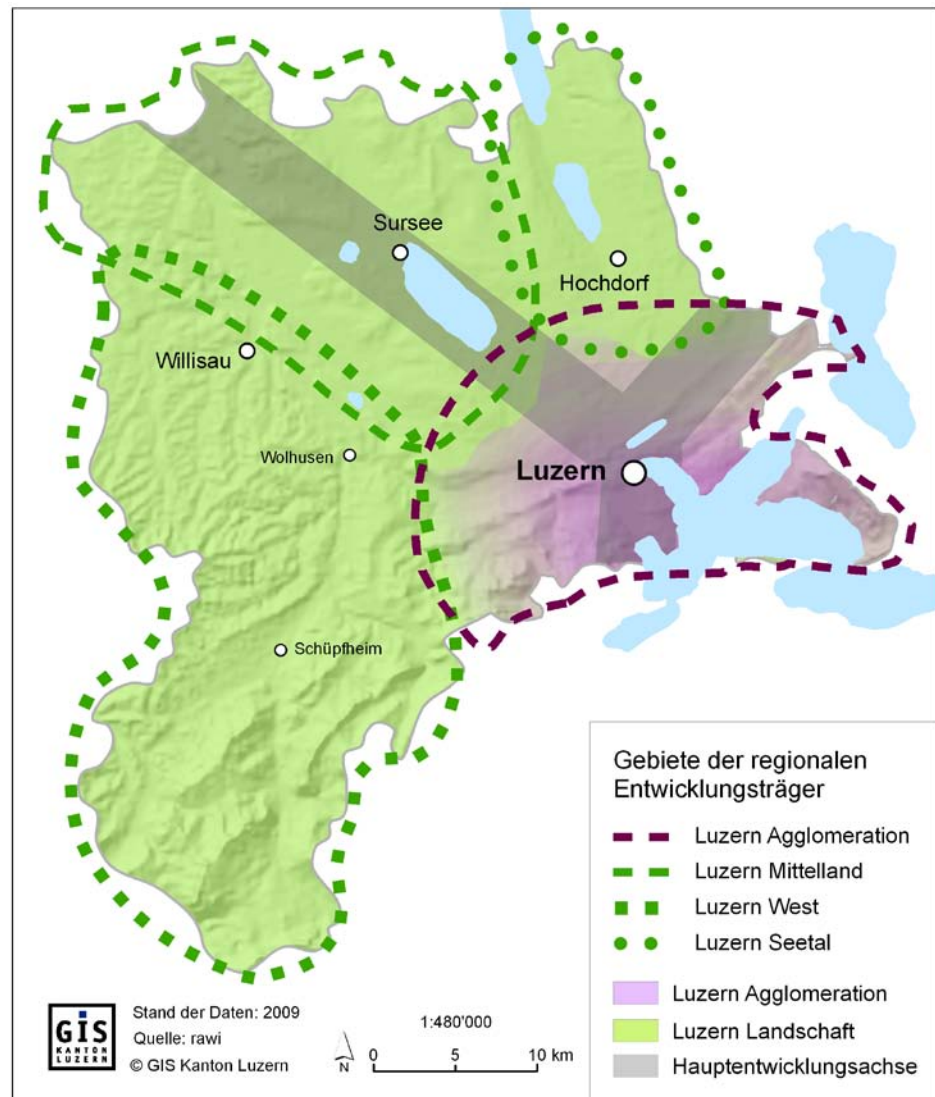 Sursee
Hochdorf
Willisau
Wolhusen
Luzern
Schüpfheim
Gebiete der regionalen
Entwicklungsträger
Luzern Agglomeration
Luzern Mittelland
Luzern West
Luzern Seetal
Luzern Agglomeration
Luzern Landschaft
Hauptentwicklungsachse
GIS
KANTON
LUZERN
Stand der Daten: 2009
Quelle: rawi
© GIS Kanton Luzern
N
1:480'000
0 5 10 km